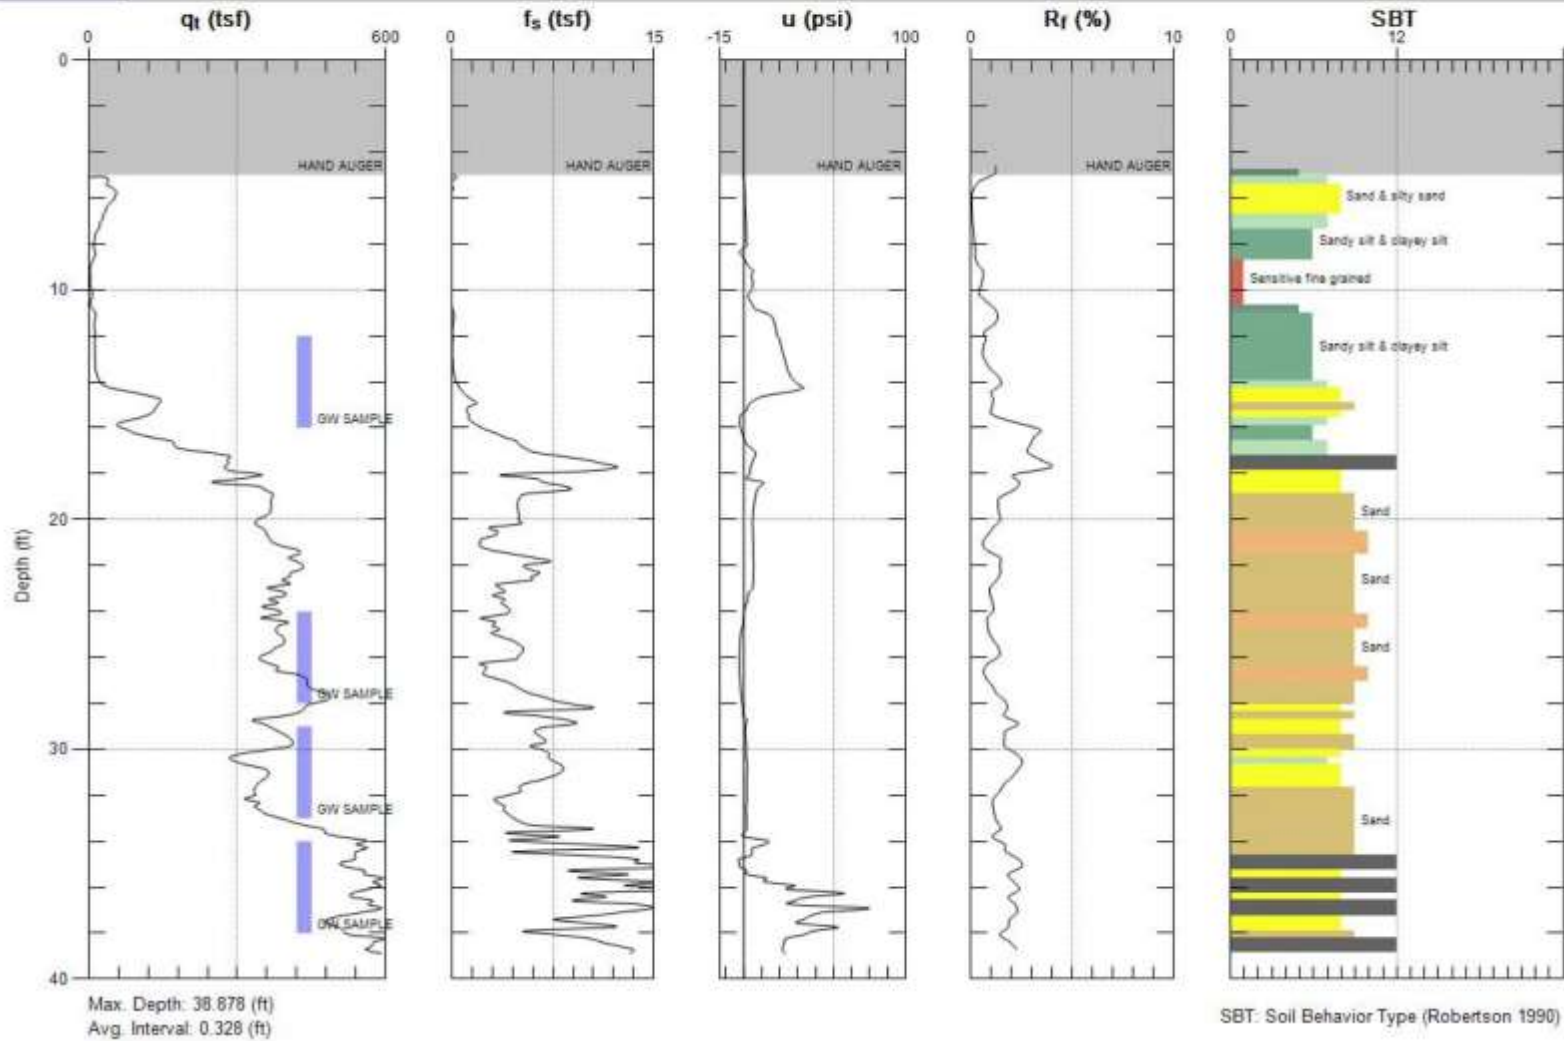 qt (tsf) fs (tsf) u (psi) Rf (%) SBT
0 600 0 15 -15 100 0 10 0 12
0
HAND AUGER HAND AUGER HAND AUGER HAND AUGER
Sand & silty sand
Sandy silt & clayey silt
Sensitive fine grained
10
Sandy silt & clayey silt
GW SAMPLE
Sand
20
Depth (ft)
Sand
Sand
GW SAMPLE
30
GW SAMPLE
Sand
GW SAMPLE
40
Max. Depth: 38.878 (ft)
Avg. Interval: 0.328 (ft)
SBT: Soil Behavior Type (Robertson 1990)